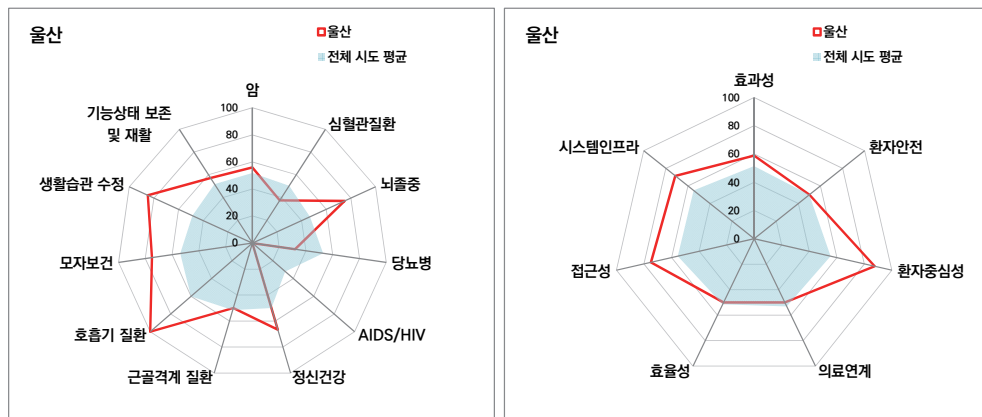 울산
울산
전체 시도 평균
암
심혈관질환
뇌졸중
당뇨병
AIDS/HIV
정신건강
근골격계 질환
호흡기 질환
모자보건
생활습관 수정
기능상태 보존
및 재활
100
80
60
40
20
0
울산
울산
전체 시도 평균
효과성
환자안전
환자중심성
의료연계
효율성
접근성
시스템인프라
100
80
60
40
20
0